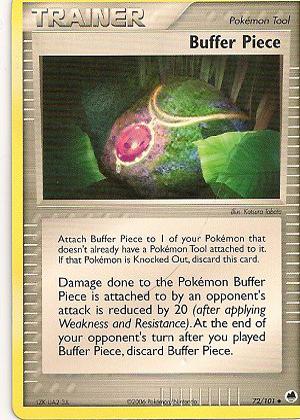 TRAINER
Pokémon Tool
Buffer Piece
Illus. Katsura Tabata
Attach Buffer Piece to 1 of your Pokémon that
doesn't already have a Pokémon Tool attached to it.
If that Pokémon is Knocked Out, discard this card.
Damage done to the Pokémon Buffer
Piece is attached to by an opponent's
attack is reduced by 20 (after applying
Weakness and Resistance). At the end of
your opponent's turn after you played
Buffer Piece, discard Buffer Piece.
©2006 Pokémon/Nintendo
72/101